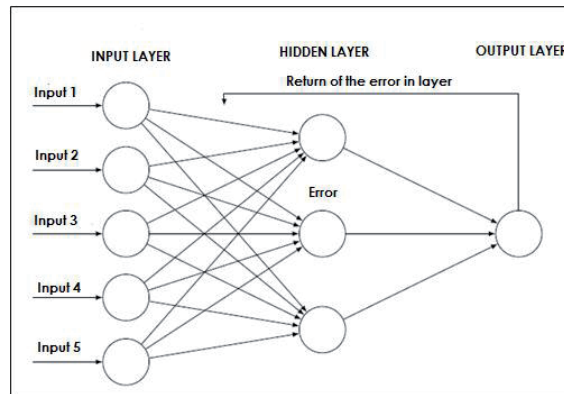 INPUT LAYER
HIDDEN LAYER
OUTPUT LAYER
Return of the error in layer
Input 1
Input 2
Error
Input 3
Input 4
Input 5